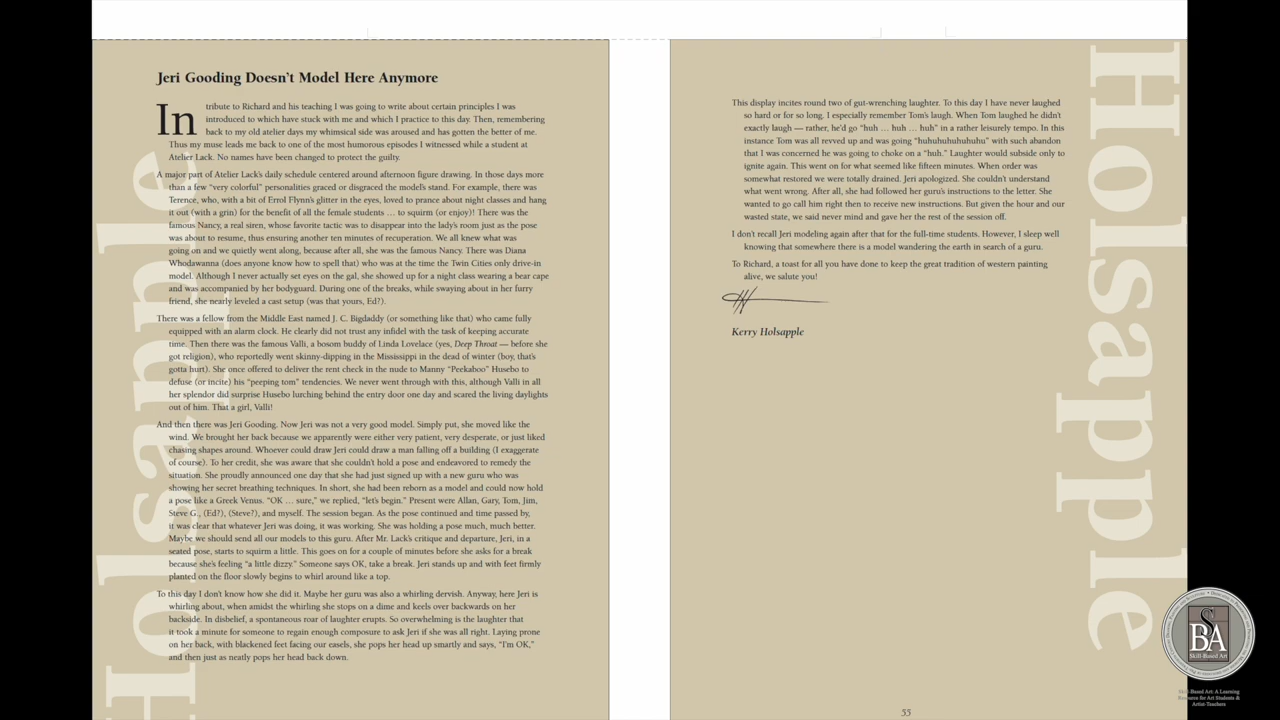 Jeri Gooding Doesn't Model Here Anymore
In tribute to Richard and his teaching I was going to write about certain principles I was
introduced to which have stuck with me and which I practice to this day. Then, remembering
back to my old atelier days my whimsical side was aroused and has gotten the better of me.
Thus my muse leads me back to one of the most humorous episodes I witnessed while a student at
Atelier Lack. No names have been changed to protect the guilty.
A major part of Atelier Lack's daily schedule centered around afternoon figure drawing. In those days more
than a few "very colorful" personalities graced or disgraced the model's stand. For example, there was
Terence, who, with a bit of Errol Flynn's glitter in the eyes, loved to prance about night classes and hang
it out (with a grin) for the benefit of all the female students … to squirm (or enjoy)! There was the
famous Nancy, a real siren, whose favorite tactic was to disappear into the lady's room just as the pose
was about to resume, thus ensuring another ten minutes of recuperation. We all knew what was
going on and we quietly went along, because after all, she was the famous Nancy. There was Diana
Whodawanna (does anyone know how to spell that) who was at the time the Twin Cities only drive-in
model. Although I never actually set eyes on the gal, she showed up for a night class wearing a bear cape
and was accompanied by her bodyguard. During one of the breaks, while swaying about in her furry
friend, she nearly leveled a cast setup (was that yours, Ed?).
There was a fellow from the Middle East named J. C. Bigdaddy (or something like that) who came fully
equipped with an alarm clock. He clearly did not trust any infidel with the task of keeping accurate
time. Then there was the famous Valli, a bosom buddy of Linda Lovelace (yes, Deep Throat — before she
got religion), who reportedly went skinny-dipping in the Mississippi in the dead of winter (boy, that's
gotta hurt). She once offered to deliver the rent check in the nude to Manny "Peekaboo" Husebo to
defuse (or incite) his "peeping tom" tendencies. We never went through with this, although Valli in all
her splendor did surprise Husebo lurching behind the entry door one day and scared the living daylights
out of him. That a girl, Valli!
And then there was Jeri Gooding. Now Jeri was not a very good model. Simply put, she moved like the
wind. We brought her back because we apparently were either very patient, very desperate, or just liked
chasing shapes around. Whoever could draw Jeri could draw a man falling off a building (I exaggerate
of course). To her credit, she was aware that she couldn't hold a pose and endeavored to remedy the
situation. She proudly announced one day that she had just signed up with a new guru who was
showing her secret breathing techniques. In short, she had been reborn as a model and could now hold
a pose like a Greek Venus. "OK … sure," we replied, "let's begin." Present were Allan, Gary, Tom, Jim,
Steve G., (Ed?), (Steve?), and myself. The session began. As the pose continued and time passed by,
it was clear that whatever Jeri was doing, it was working. She was holding a pose much, much better.
Maybe we should send all our models to this guru. After Mr. Lack's critique and departure, Jeri, in a
seated pose, starts to squirm a little. This goes on for a couple of minutes before she asks for a break
because she's feeling "a little dizzy." Someone says OK, take a break. Jeri stands up and with feet firmly
planted on the floor slowly begins to whirl around like a top.
To this day I don't know how she did it. Maybe her guru was also a whirling dervish. Anyway, here Jeri is
whirling about, when amidst the whirling she stops on a dime and keels over backwards on her
backside. In disbelief, a spontaneous roar of laughter erupts. So overwhelming is the laughter that
it took a minute for someone to regain enough composure to ask Jeri if she was all right. Laying prone
on her back, with blackened feet facing our easels, she pops her head up smartly and says, "I'm OK,"
and then just as neatly pops her head back down.
Holsapple
This display incites round two of gut-wrenching laughter. To this day I have never laughed
so hard or for so long. I especially remember Tom's laugh. When Tom laughed he didn't
exactly laugh — rather, he'd go "huh … huh … huh" in a rather leisurely tempo. In this
instance Tom was all revved up and was going "huhuhuhuhuhuhu" with such abandon
that I was concerned he was going to choke on a "huh." Laughter would subside only to
ignite again. This went on for what seemed like fifteen minutes. When order was
somewhat restored we were totally drained. Jeri apologized. She couldn't understand
what went wrong. After all, she had followed her guru's instructions to the letter. She
wanted to go call him right then to receive new instructions. But given the hour and our
wasted state, we said never mind and gave her the rest of the session off.
I don't recall Jeri modeling again after that for the full-time students. However, I sleep well
knowing that somewhere there is a model wandering the earth in search of a guru.
To Richard, a toast for all you have done to keep the great tradition of western painting
alive, we salute you!
Kerry Holsapple
Holsapple
55
SBA
Skill-Based Art
Skill-Based Art: A Learning
Resource for Art Students &
Artist-Teachers